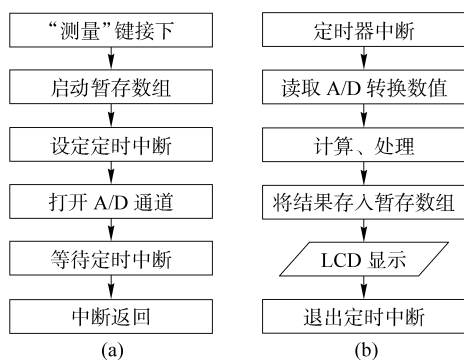 “测量”键接下
启动暂存数组
设定定时中断
打开 A/D 通道
等待定时中断
中断返回
(a)
定时器中断
读取 A/D 转换数值
计算、处理
将结果存入暂存数组
LCD 显示
退出定时中断
(b)